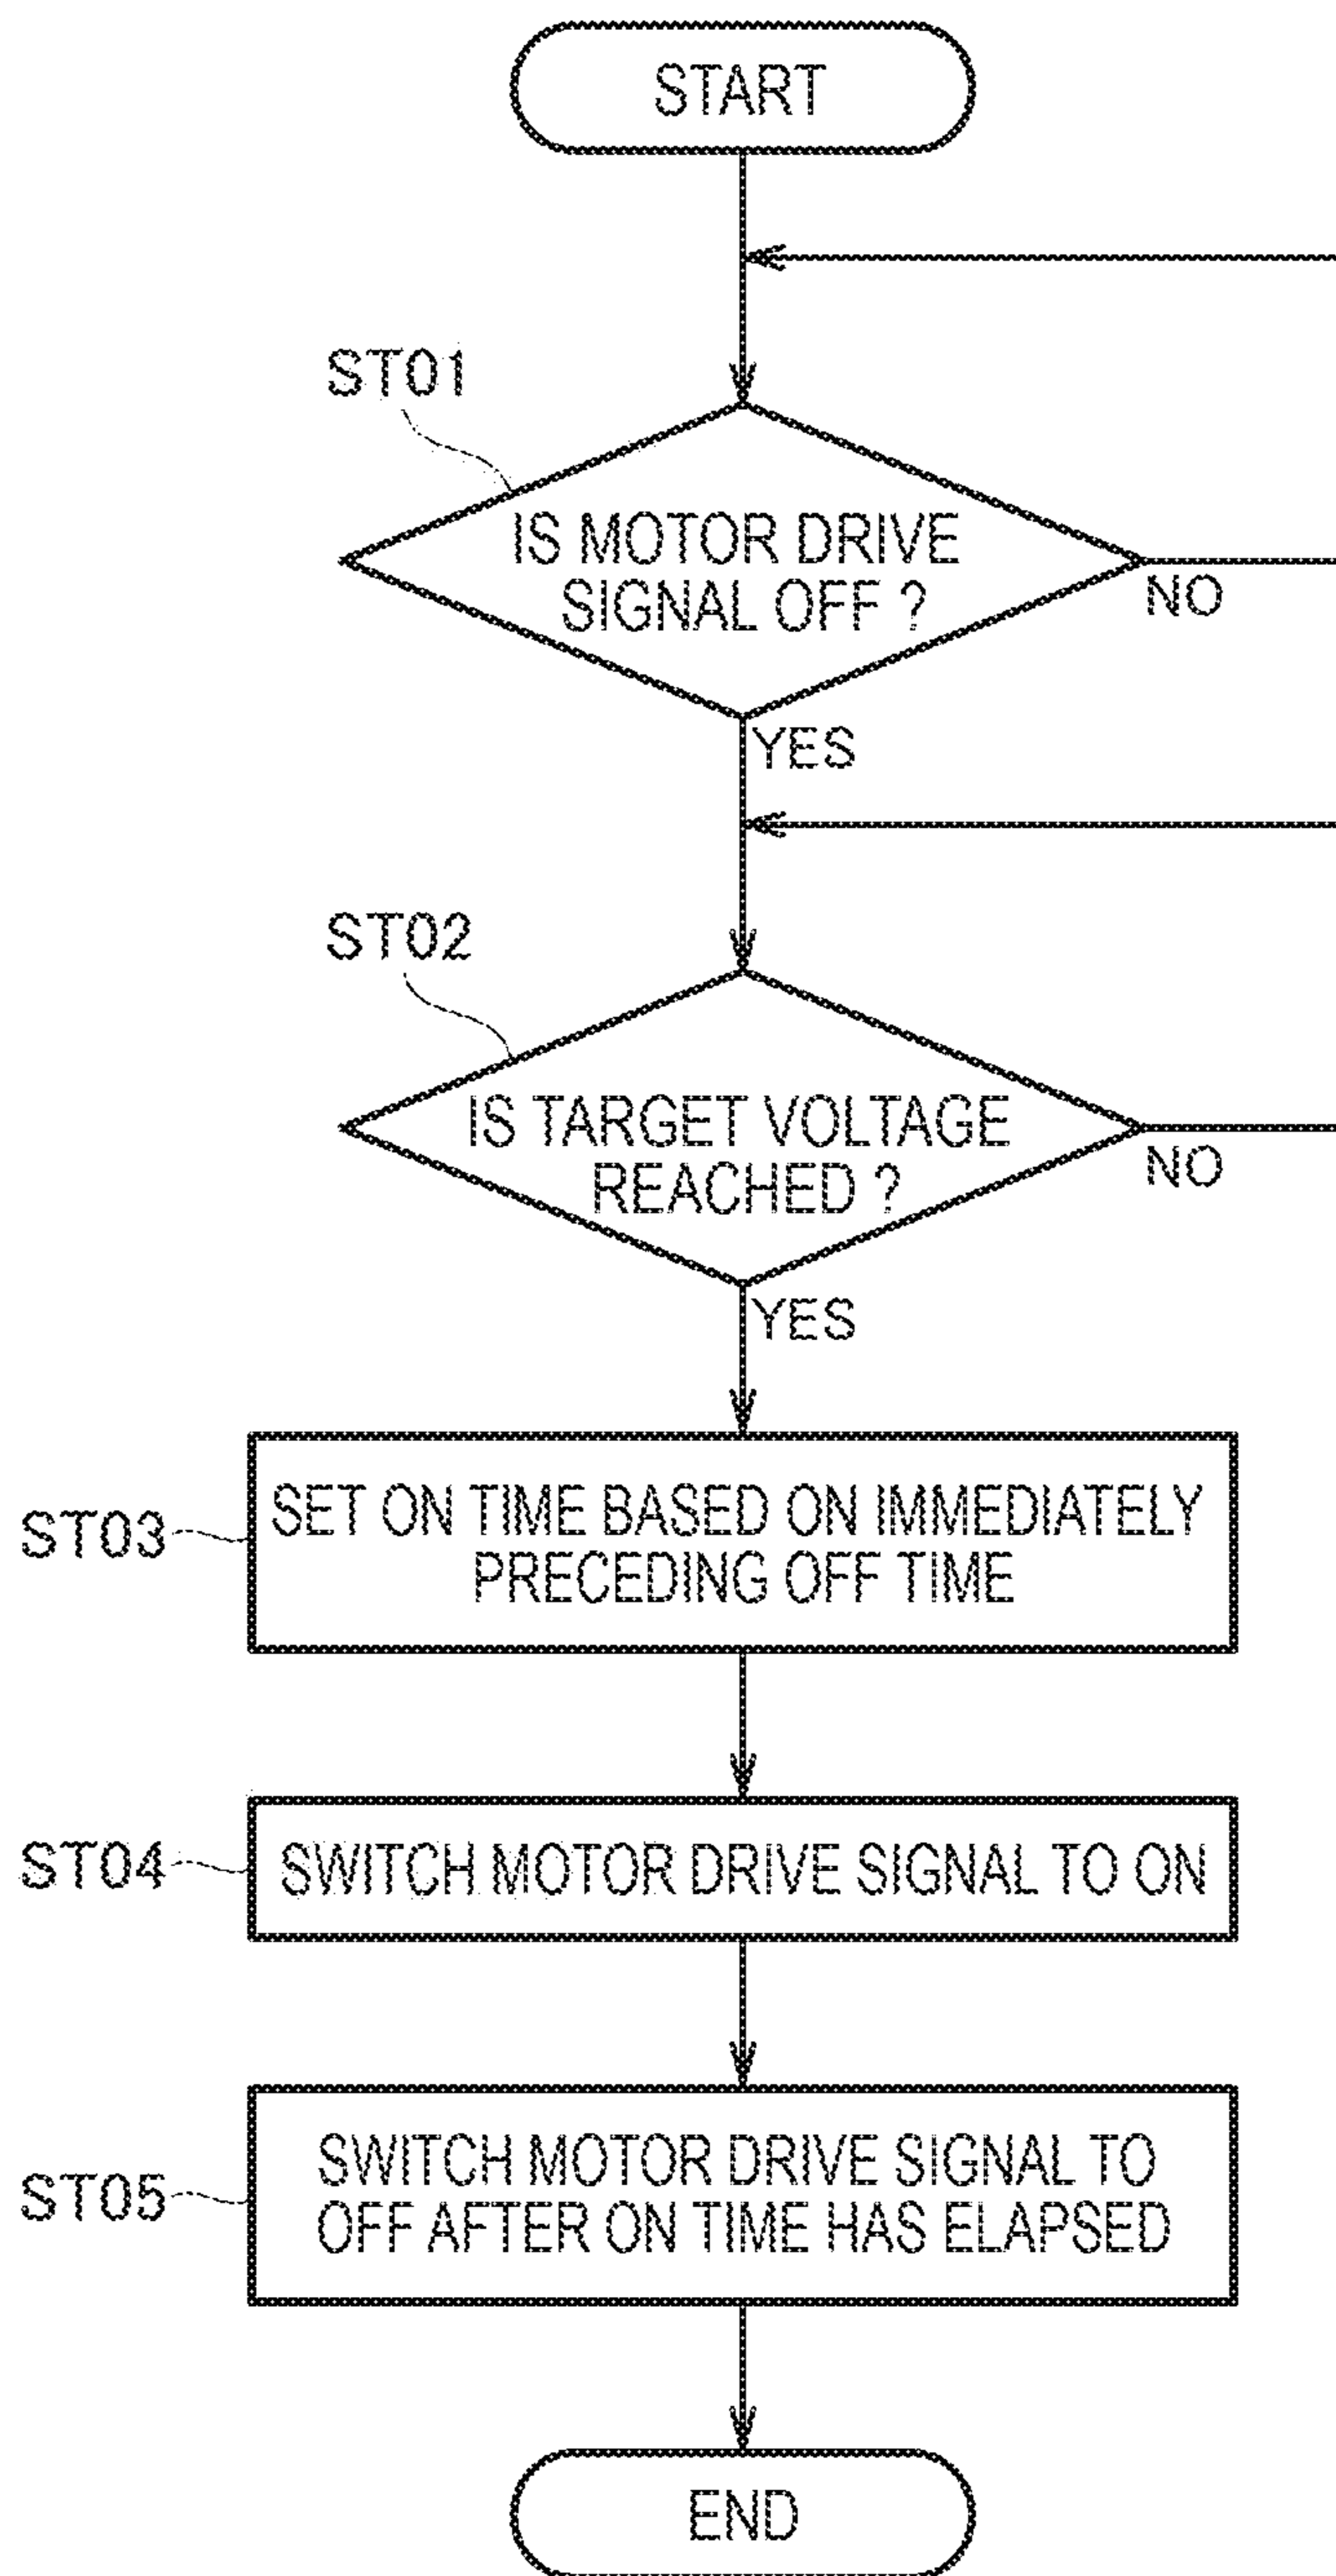 START
ST01
IS MOTOR DRIVE
SIGNAL OFF ?
NO
YES
ST02
IS TARGET VOLTAGE
REACHED ?
NO
YES
ST03
SET ON TIME BASED ON IMMEDIATELY
PRECEDING OFF TIME
ST04
SWITCH MOTOR DRIVE SIGNAL TO ON
ST05
SWITCH MOTOR DRIVE SIGNAL TO
OFF AFTER ON TIME HAS ELAPSED
END